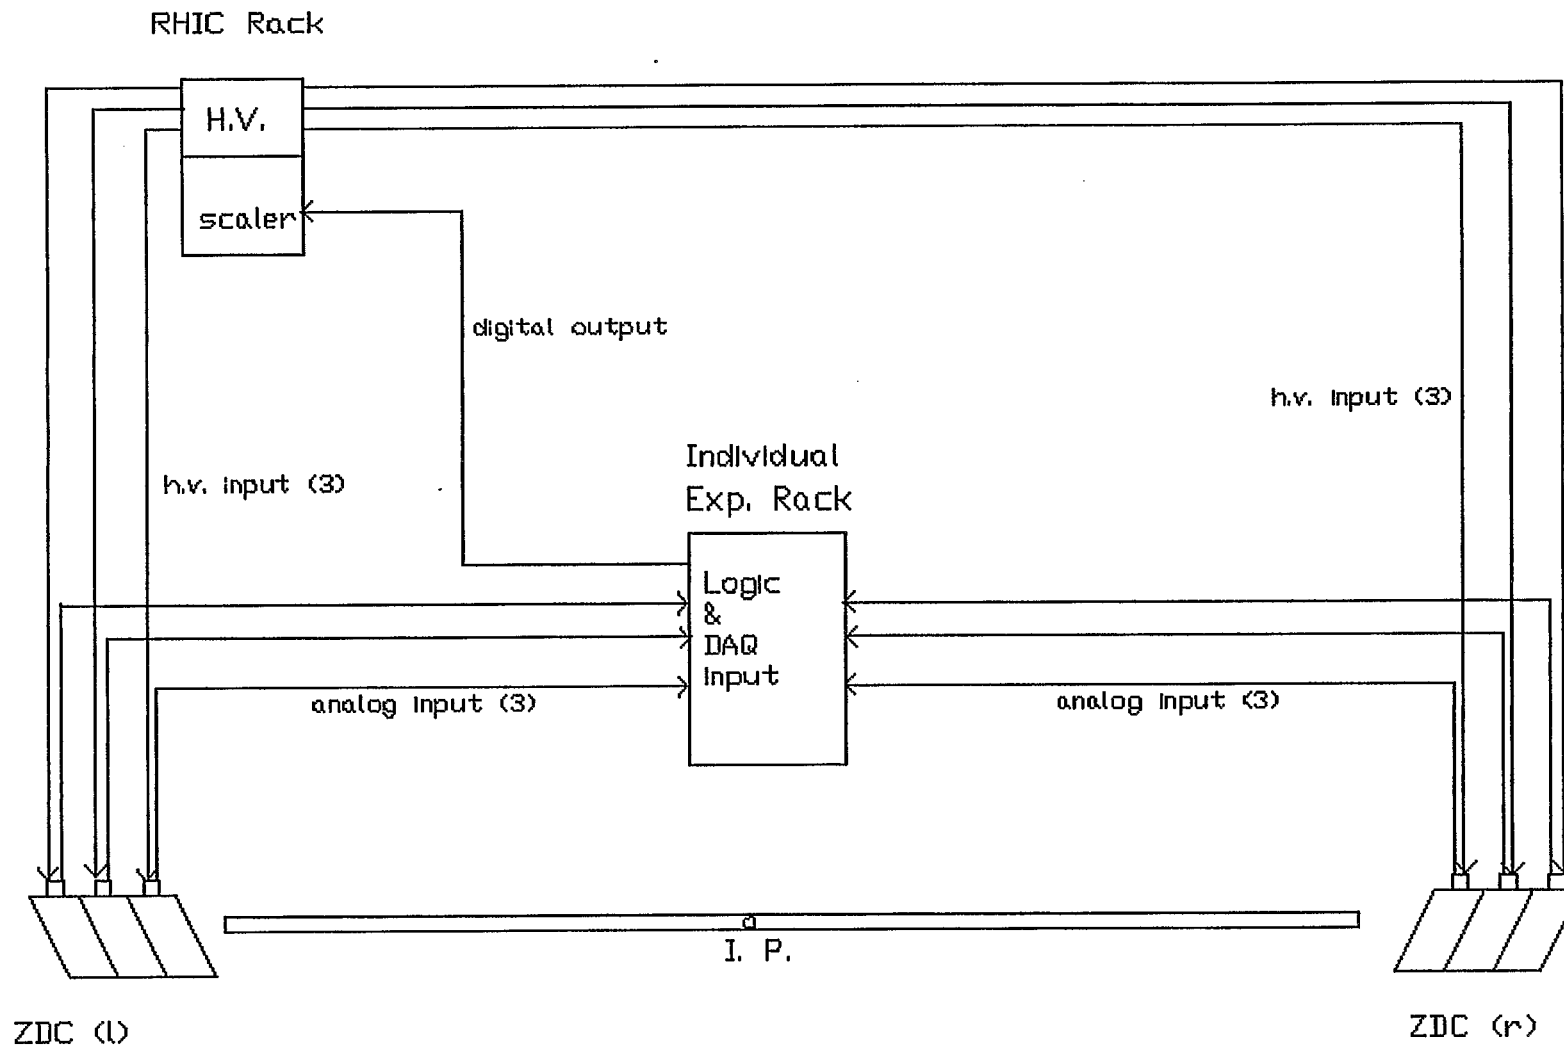 RHIC Rack
H.V.
scaler
digital output
h.v. input (3)
h.v. input (3)
Individual
Exp. Rack
Logic
&
DAQ
input
analog input (3)
analog input (3)
I. P.
ZDC (l)
ZDC (r)